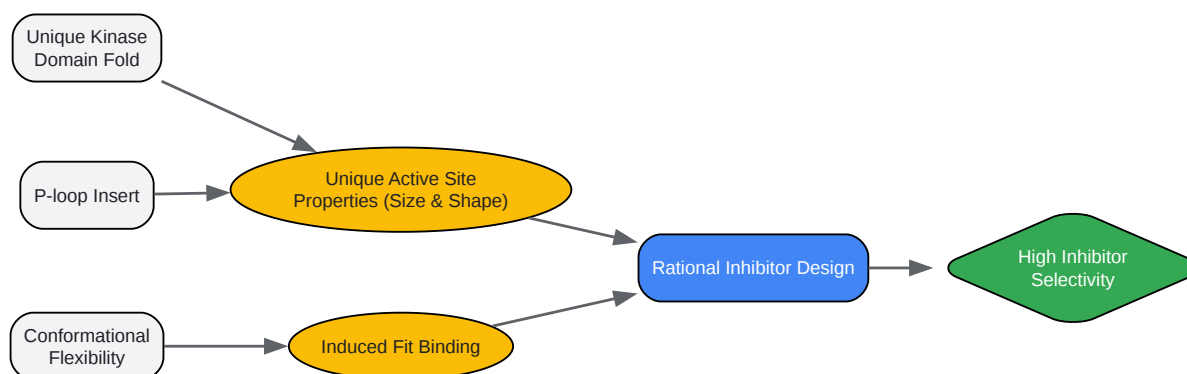 Unique Kinase
Domain Fold
P-loop Insert
Unique Active Site
Properties (Size & Shape)
Rational Inhibitor Design
High Inhibitor
Selectivity
Conformational
Flexibility
Induced Fit Binding